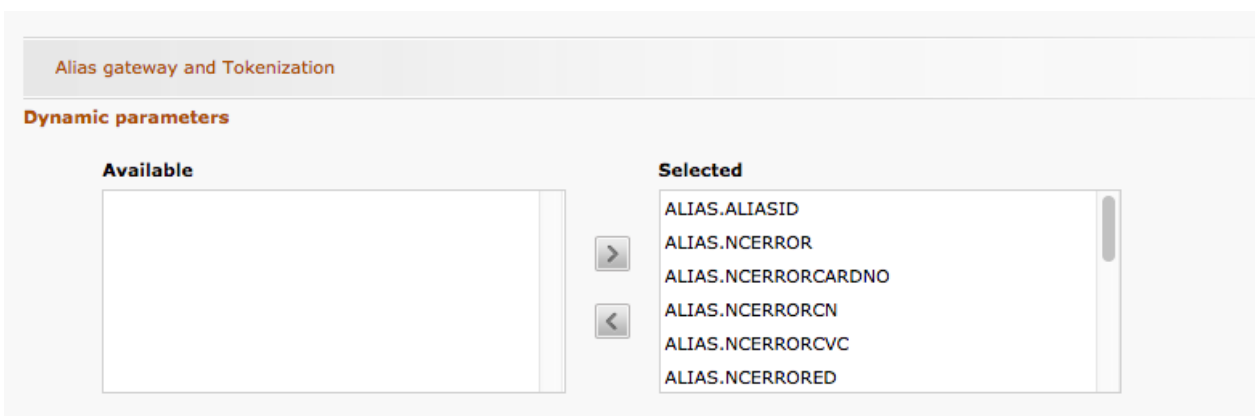 Alias gateway and Tokenization
Dynamic parameters
Available
Selected
ALIAS.ALIASID
ALIAS.NCERROR
ALIAS.NCERRORCARDNO
ALIAS.NCERRORCN
ALIAS.NCERRORCVC
ALIAS.NCERRORED